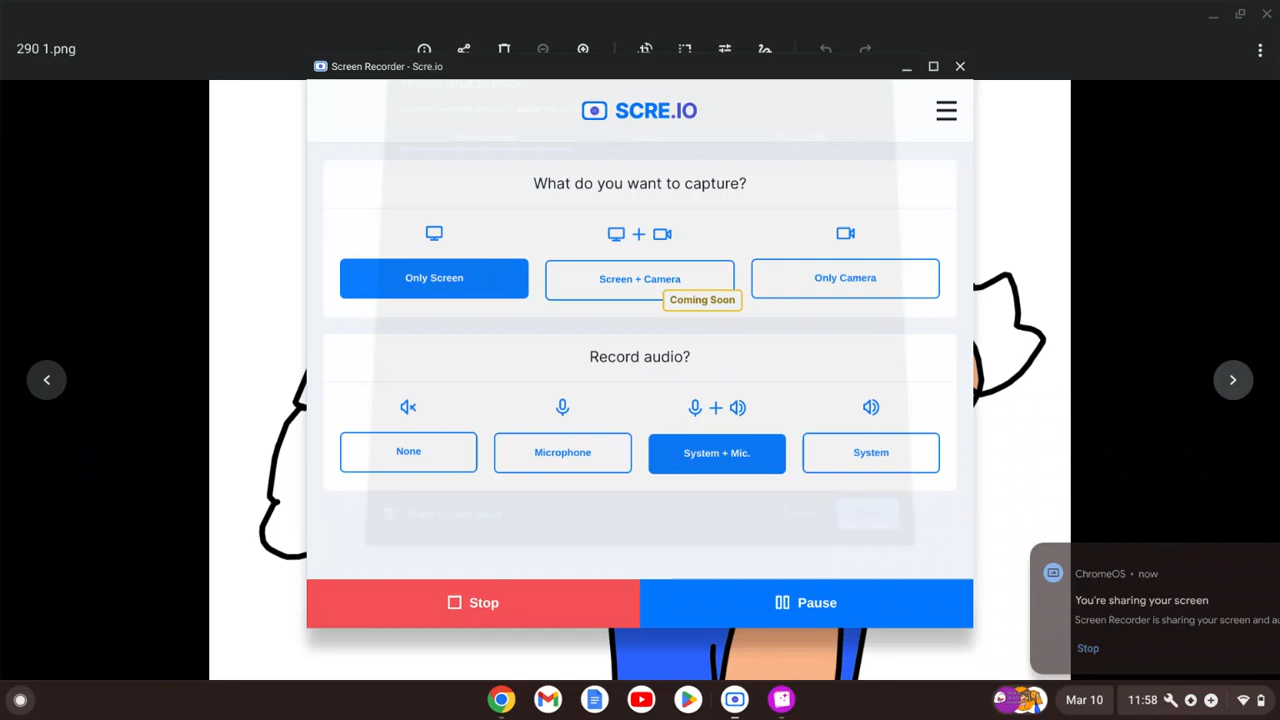 290 1.png
Screen Recorder - Scre.io
SCRE.IO
What do you want to capture?
Only Screen
Screen + Camera
Only Camera
Coming Soon
Record audio?
None
Microphone
System + Mic.
System
Stop
Pause
ChromeOS • now
You're sharing your screen
Screen Recorder is sharing your screen and au
Stop
Mar 10
11:58